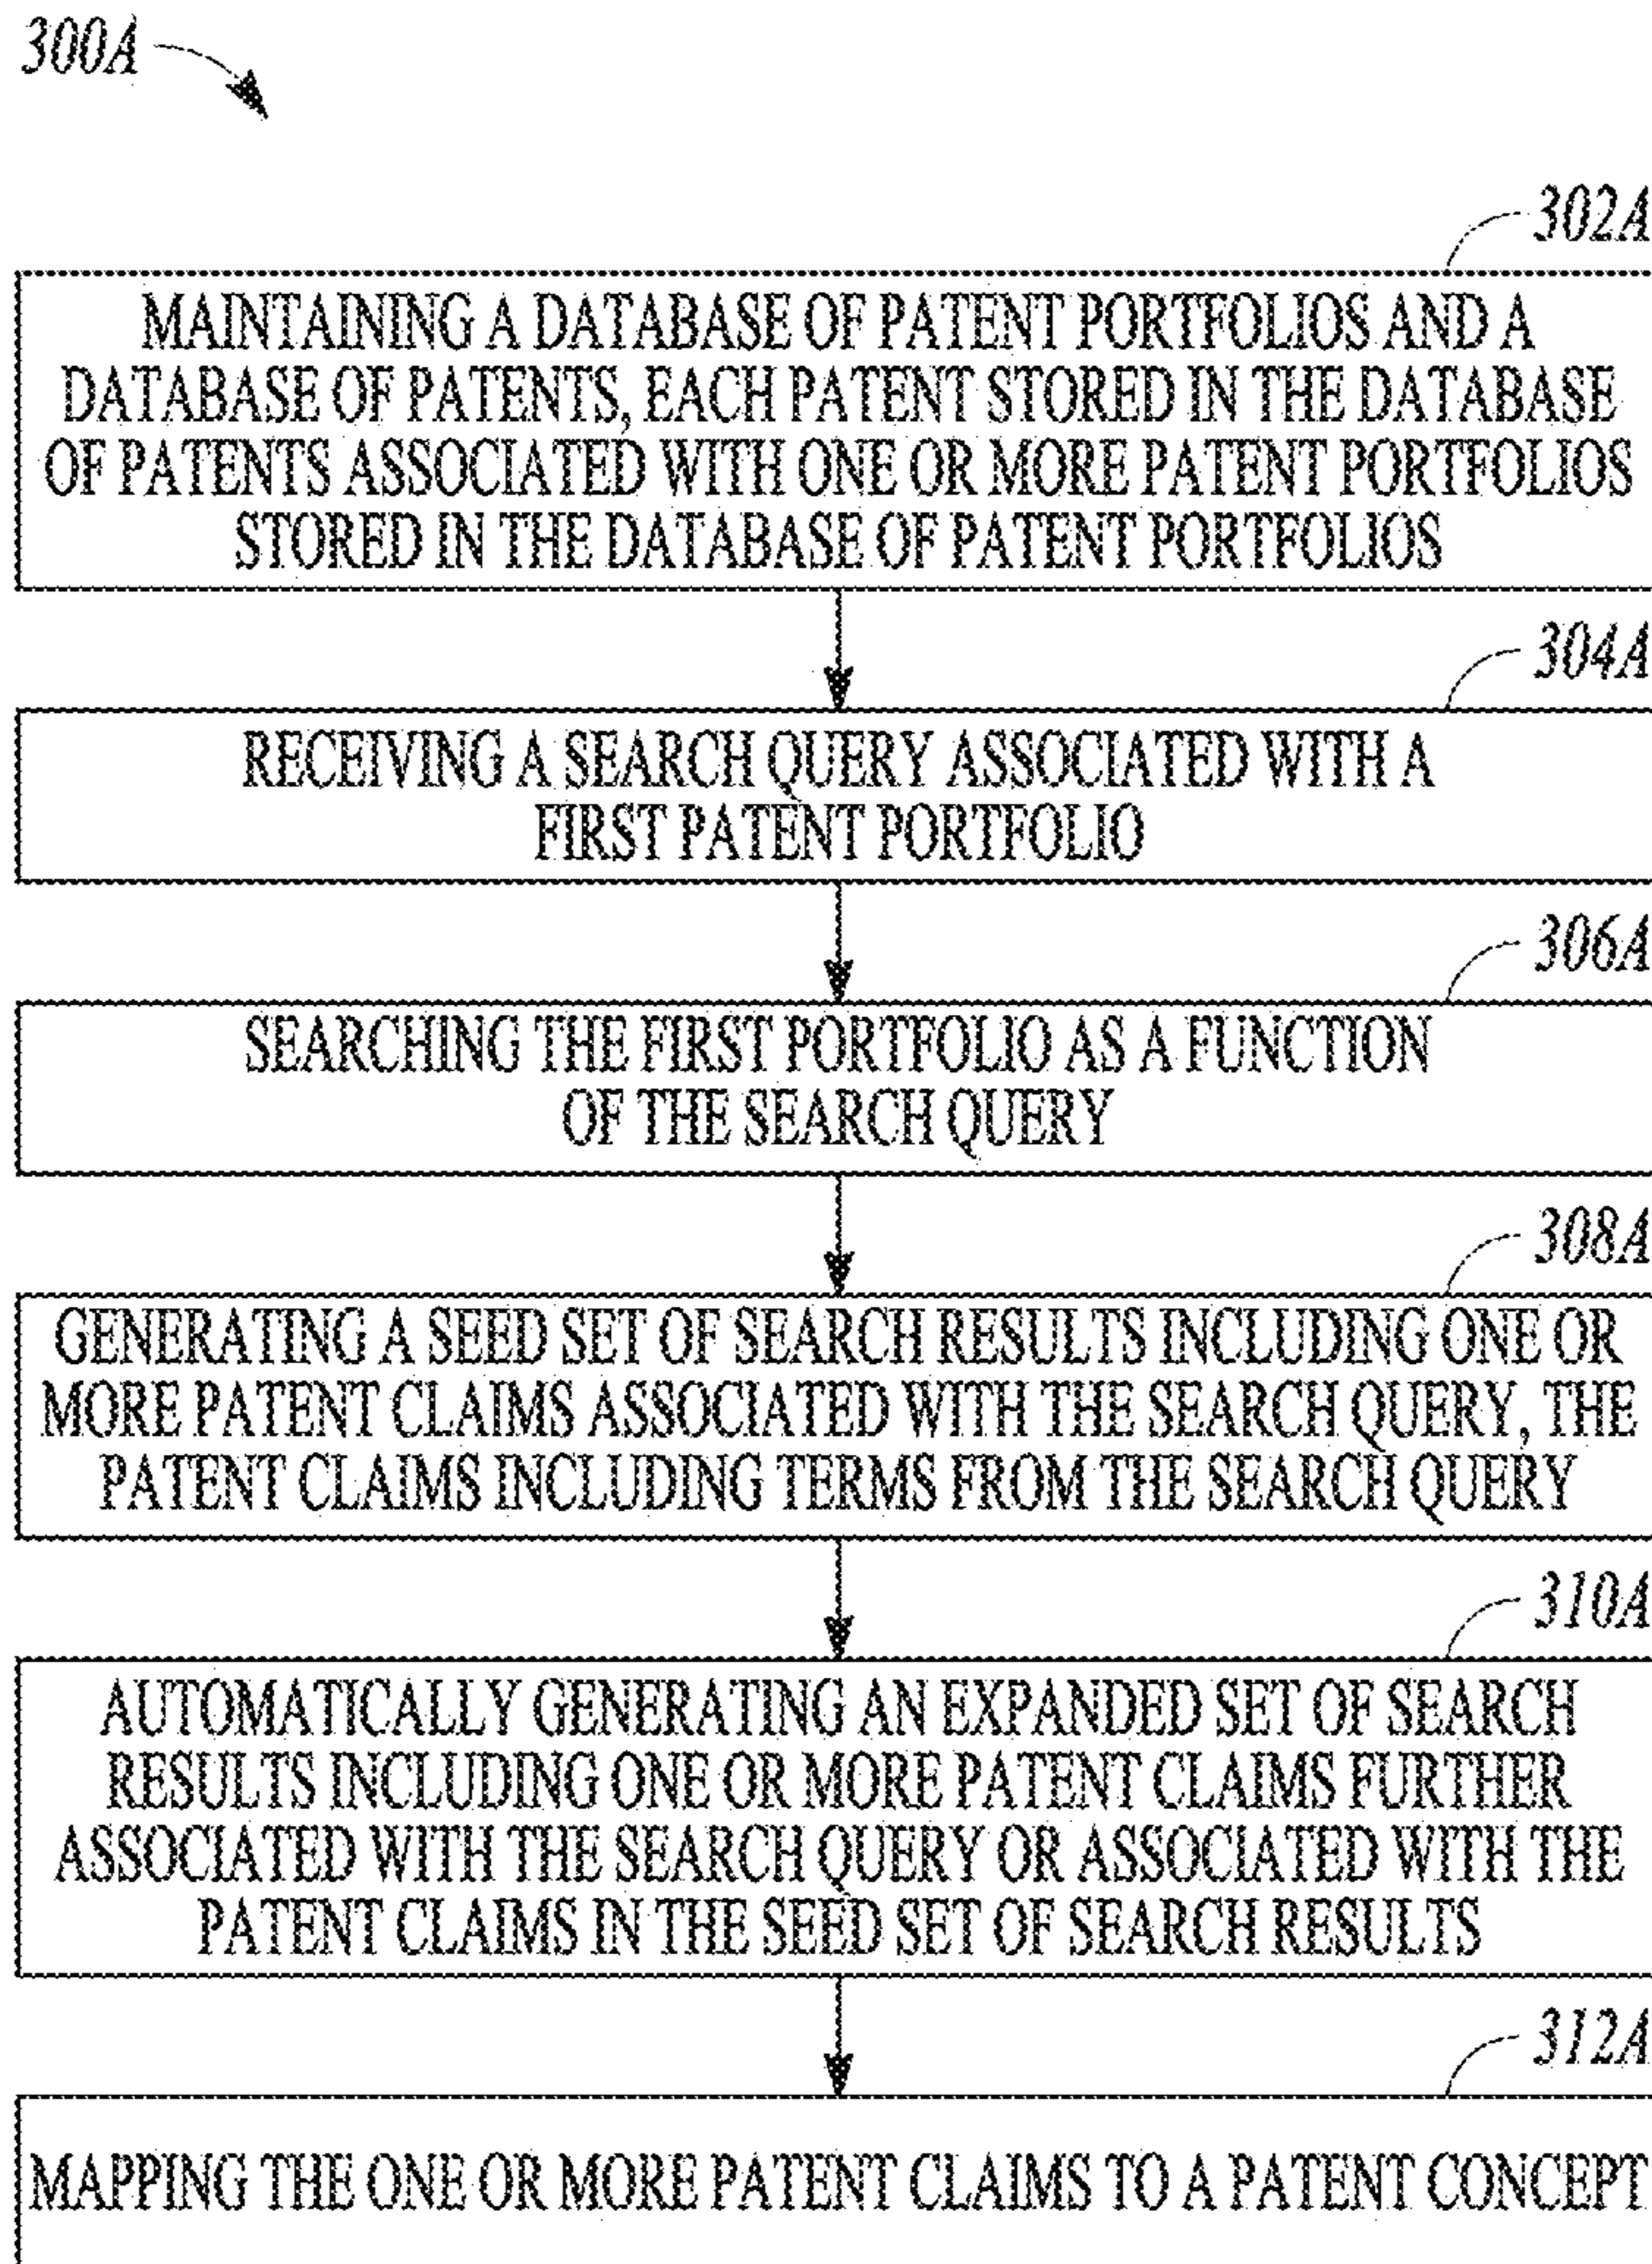 300A
302A
MAINTAINING A DATABASE OF PATENT PORTFOLIOS AND A
DATABASE OF PATENTS, EACH PATENT STORED IN THE DATABASE
OF PATENTS ASSOCIATED WITH ONE OR MORE PATENT PORTFOLIOS
STORED IN THE DATABASE OF PATENT PORTFOLIOS
304A
RECEIVING A SEARCH QUERY ASSOCIATED WITH A
FIRST PATENT PORTFOLIO
306A
SEARCHING THE FIRST PORTFOLIO AS A FUNCTION
OF THE SEARCH QUERY
308A
GENERATING A SEED SET OF SEARCH RESULTS INCLUDING ONE OR
MORE PATENT CLAIMS ASSOCIATED WITH THE SEARCH QUERY, THE
PATENT CLAIMS INCLUDING TERMS FROM THE SEARCH QUERY
310A
AUTOMATICALLY GENERATING AN EXPANDED SET OF SEARCH
RESULTS INCLUDING ONE OR MORE PATENT CLAIMS FURTHER
ASSOCIATED WITH THE SEARCH QUERY OR ASSOCIATED WITH THE
PATENT CLAIMS IN THE SEED SET OF SEARCH RESULTS
312A
MAPPING THE ONE OR MORE PATENT CLAIMS TO A PATENT CONCEPT